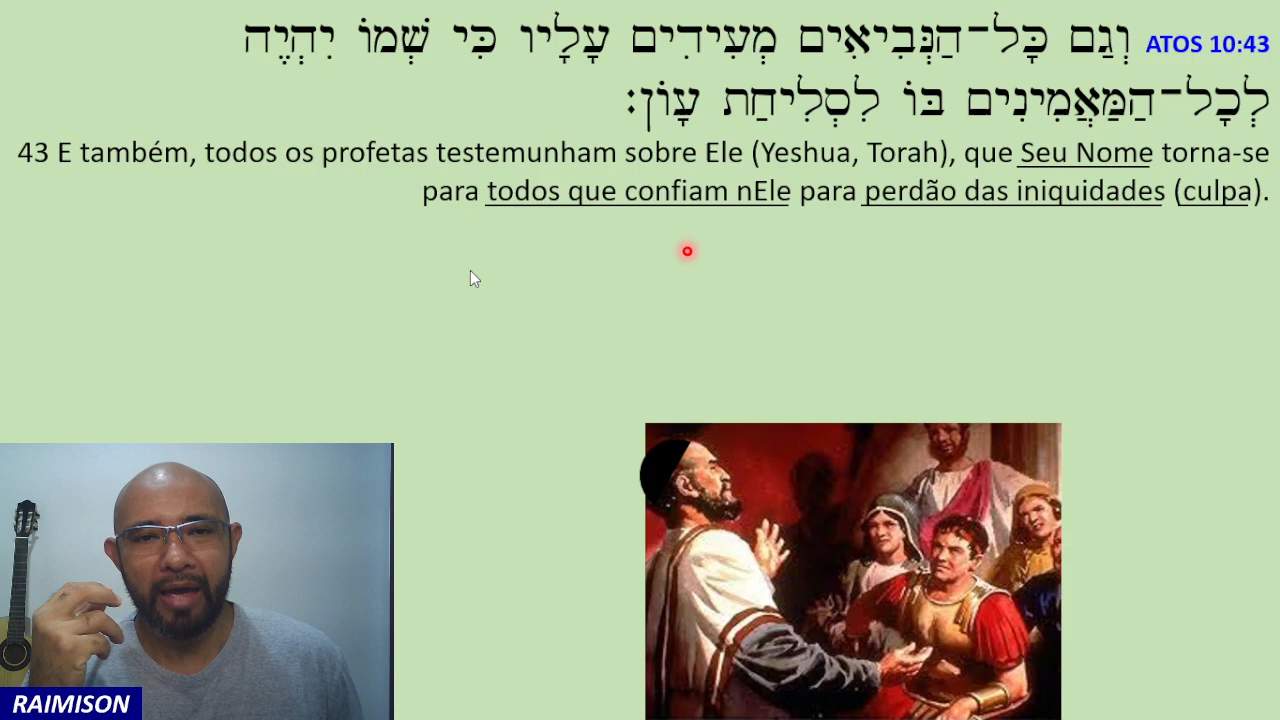 ATOS 10:43 וְגַם כָּל־הַנְּבִיאִים מְעִידִים עָלָיו כִּי שְׁמוֹ יִהְיֶה
לְכָל־הַמַּאֲמִינִים בּוֹ לִסְלִיחַת עָוֹן׃
43 E também, todos os profetas testemunham sobre Ele (Yeshua, Torah), que Seu Nome torna-se
para todos que confiam nEle para perdão das iniquidades (culpa).
RAIMISON